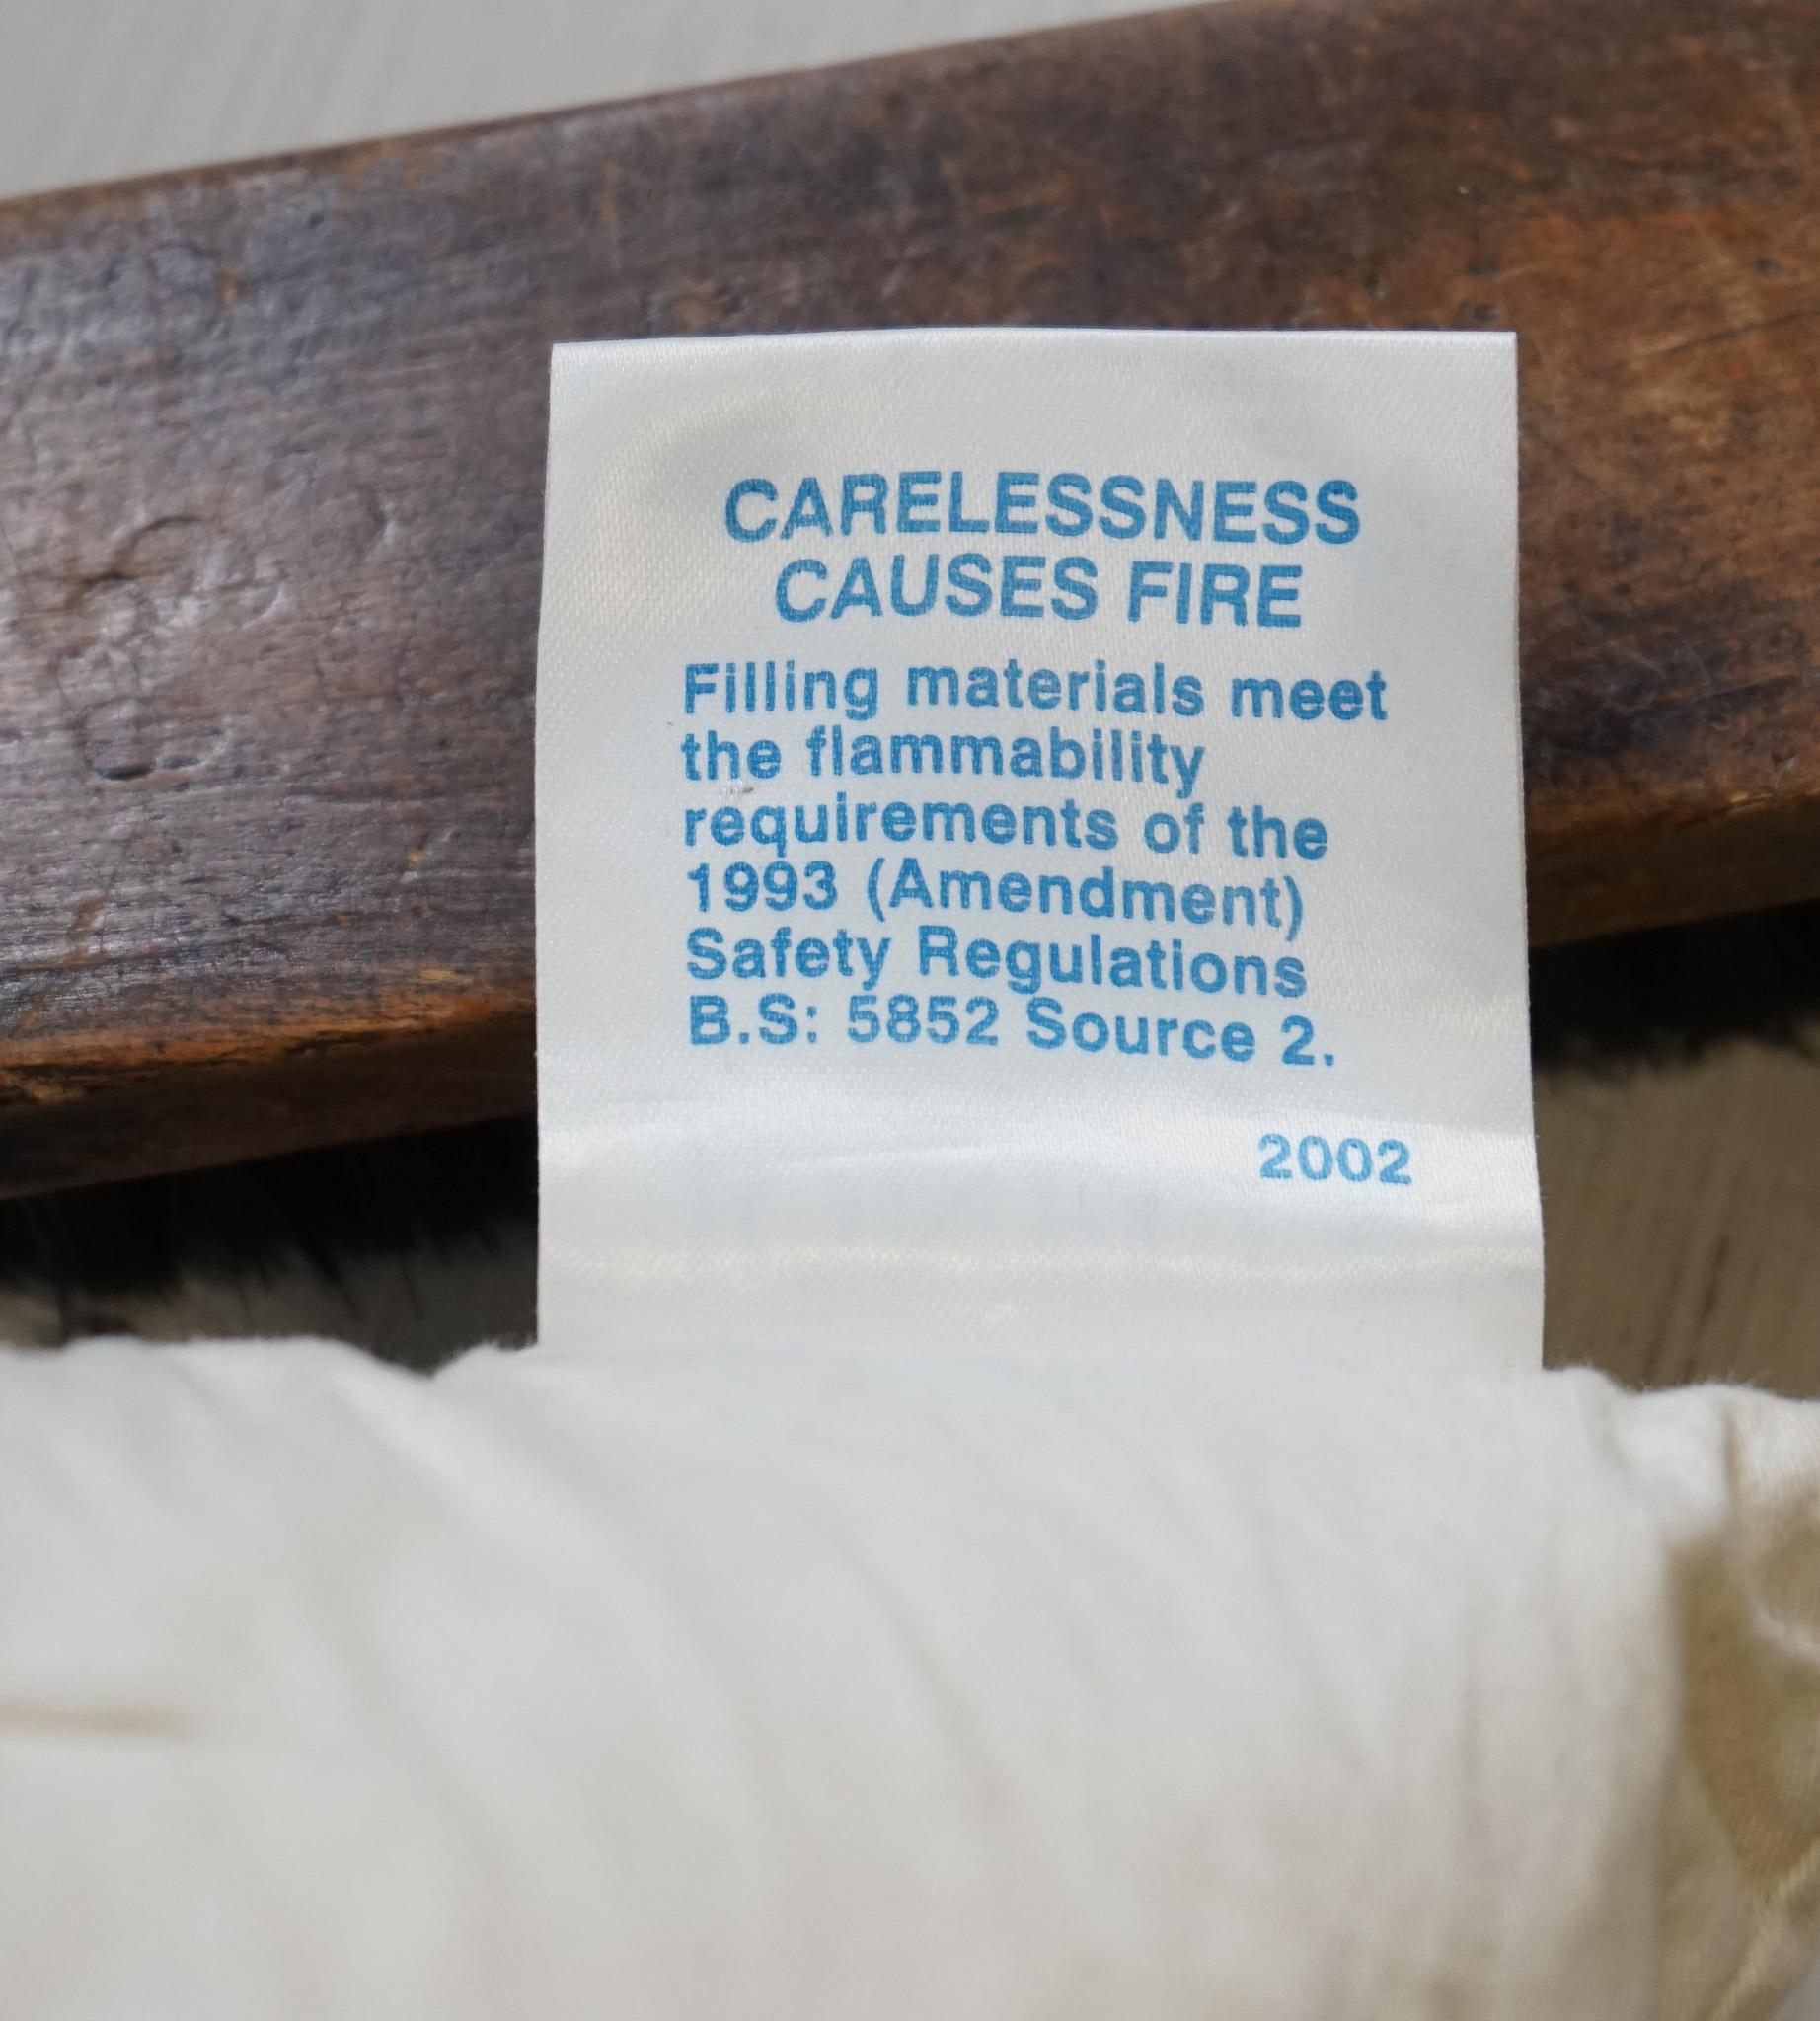 CARELESSNESS
CAUSES FIRE
Filling materials meet
the flammability
requirements of the
1993 (Amendment)
Safety Regulations
B.S: 5852 Source 2.
2002